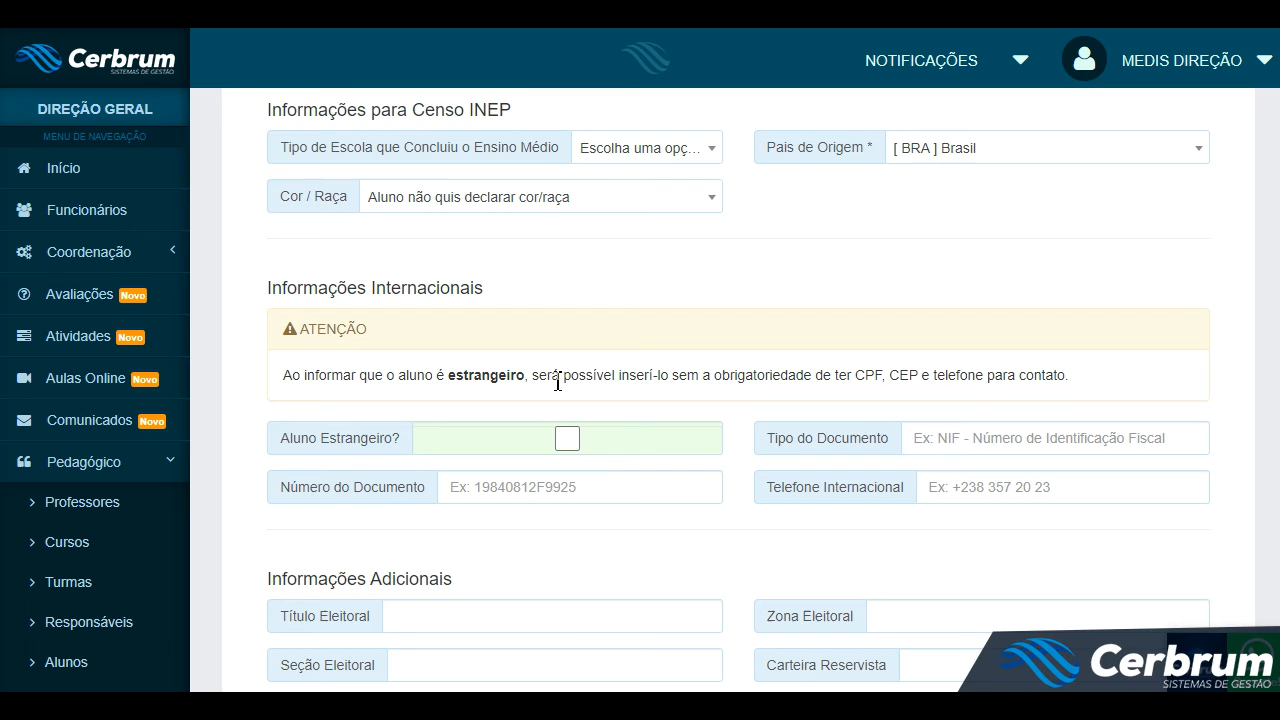 Cerbrum
SISTEMAS DE GESTÃO
NOTIFICAÇÕES
MEDIS DIREÇÃO
DIREÇÃO GERAL
MENU DE NAVEGAÇÃO
Início
Funcionários
Coordenação
Avaliações Novo
Atividades Novo
Aulas Online Novo
Comunicados Novo
Pedagógico
Professores
Cursos
Turmas
Responsáveis
Alunos
Informações para Censo INEP
Tipo de Escola que Concluiu o Ensino Médio Escolha uma opç...
Pais de Origem * [ BRA ] Brasil
Cor / Raça Aluno não quis declarar cor/raça
Informações Internacionais
ATENÇÃO
Ao informar que o aluno é estrangeiro, será possível inserí-lo sem a obrigatoriedade de ter CPF, CEP e telefone para contato.
Aluno Estrangeiro?
Tipo do Documento Ex: NIF - Número de Identificação Fiscal
Número do Documento Ex: 19840812F9925
Telefone Internacional Ex: +238 357 20 23
Informações Adicionais
Título Eleitoral
Zona Eleitoral
Seção Eleitoral
Carteira Reservista
Cerbrum
SISTEMAS DE GESTÃO